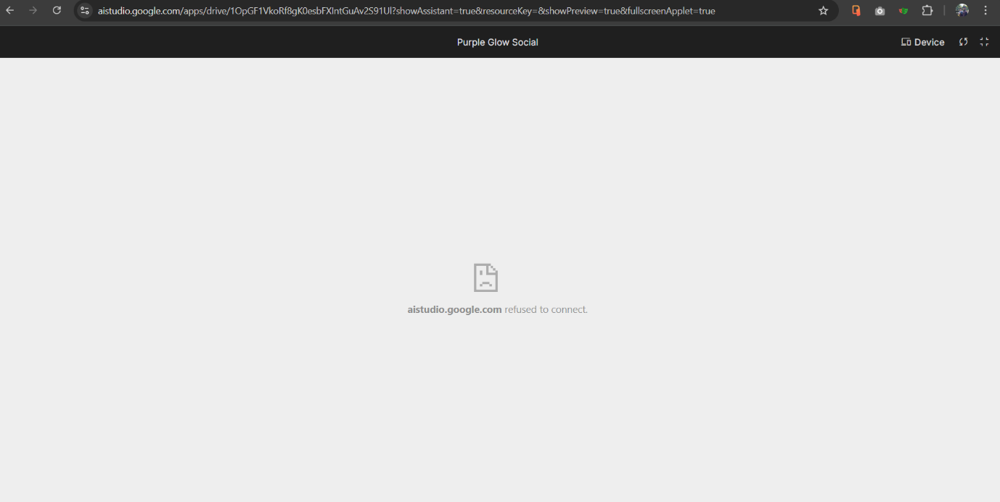 aistudio.google.com/apps/drive/1OpGF1VkoRf8gK0esbFXIntGuAv2S91Ul?showAssistant=true&resourceKey=&showPreview=true&fullscreenApplet=true
Purple Glow Social
Device
aistudio.google.com refused to connect.